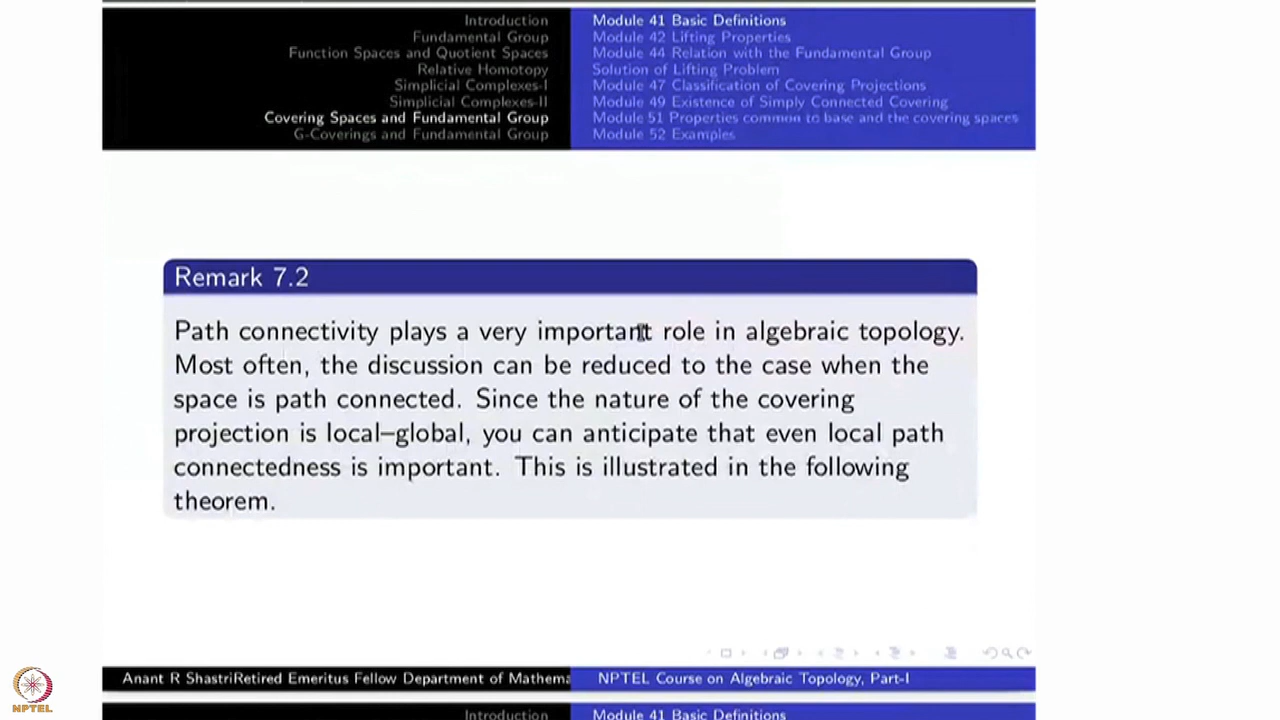 Introduction
Fundamental Group
Function Spaces and Quotient Spaces
Relative Homotopy
Simplicial Complexes-I
Simplicial Complexes-II
Covering Spaces and Fundamental Group
G-Coverings and Fundamental Group
Module 41 Basic Definitions
Module 42 Lifting Properties
Module 44 Relation with the Fundamental Group
Solution of Lifting Problem
Module 47 Classification of Covering Projections
Module 49 Existence of Simply Connected Covering
Module 51 Properties common to base and the covering spaces
Module 52 Examples
Remark 7.2
Path connectivity plays a very important role in algebraic topology.
Most often, the discussion can be reduced to the case when the
space is path connected. Since the nature of the covering
projection is local–global, you can anticipate that even local path
connectedness is important. This is illustrated in the following
theorem.
Anant R ShastriRetired Emeritus Fellow Department of Mathema
NPTEL Course on Algebraic Topology, Part-I
NPTEL
Introduction
Module 41 Basic Definitions